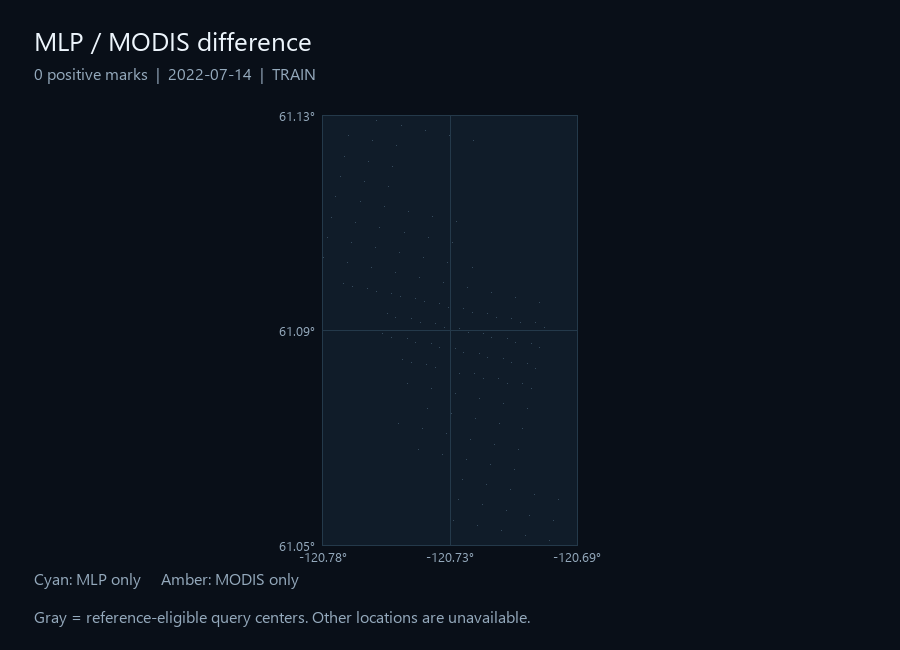 MLP / MODIS difference
0 positive marks | 2022-07-14 | TRAIN
61.13°
61.09°
61.05°
-120.78° -120.73° -120.69°
Cyan: MLP only Amber: MODIS only
Gray = reference-eligible query centers. Other locations are unavailable.